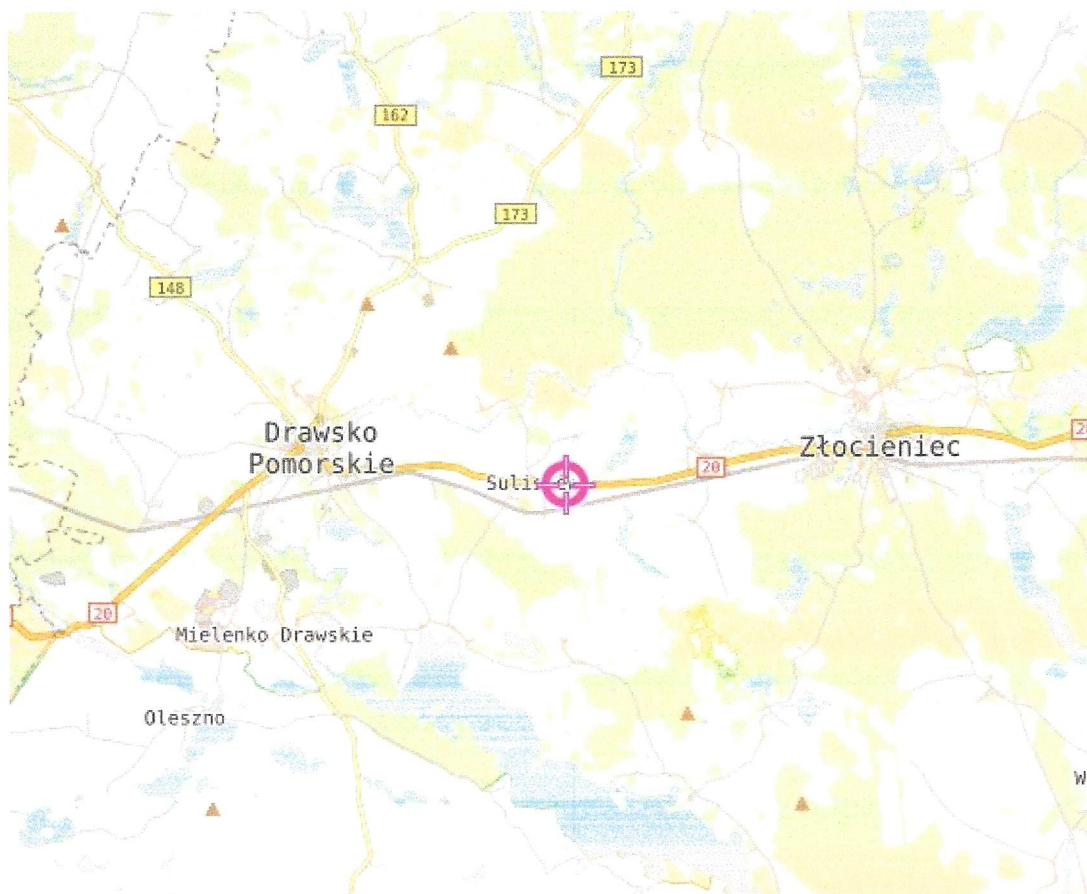 173
162
173
148
Drawsko
Pomorskie
Złocieniec
20
20
Mielenko Drawskie
Oleszno
W